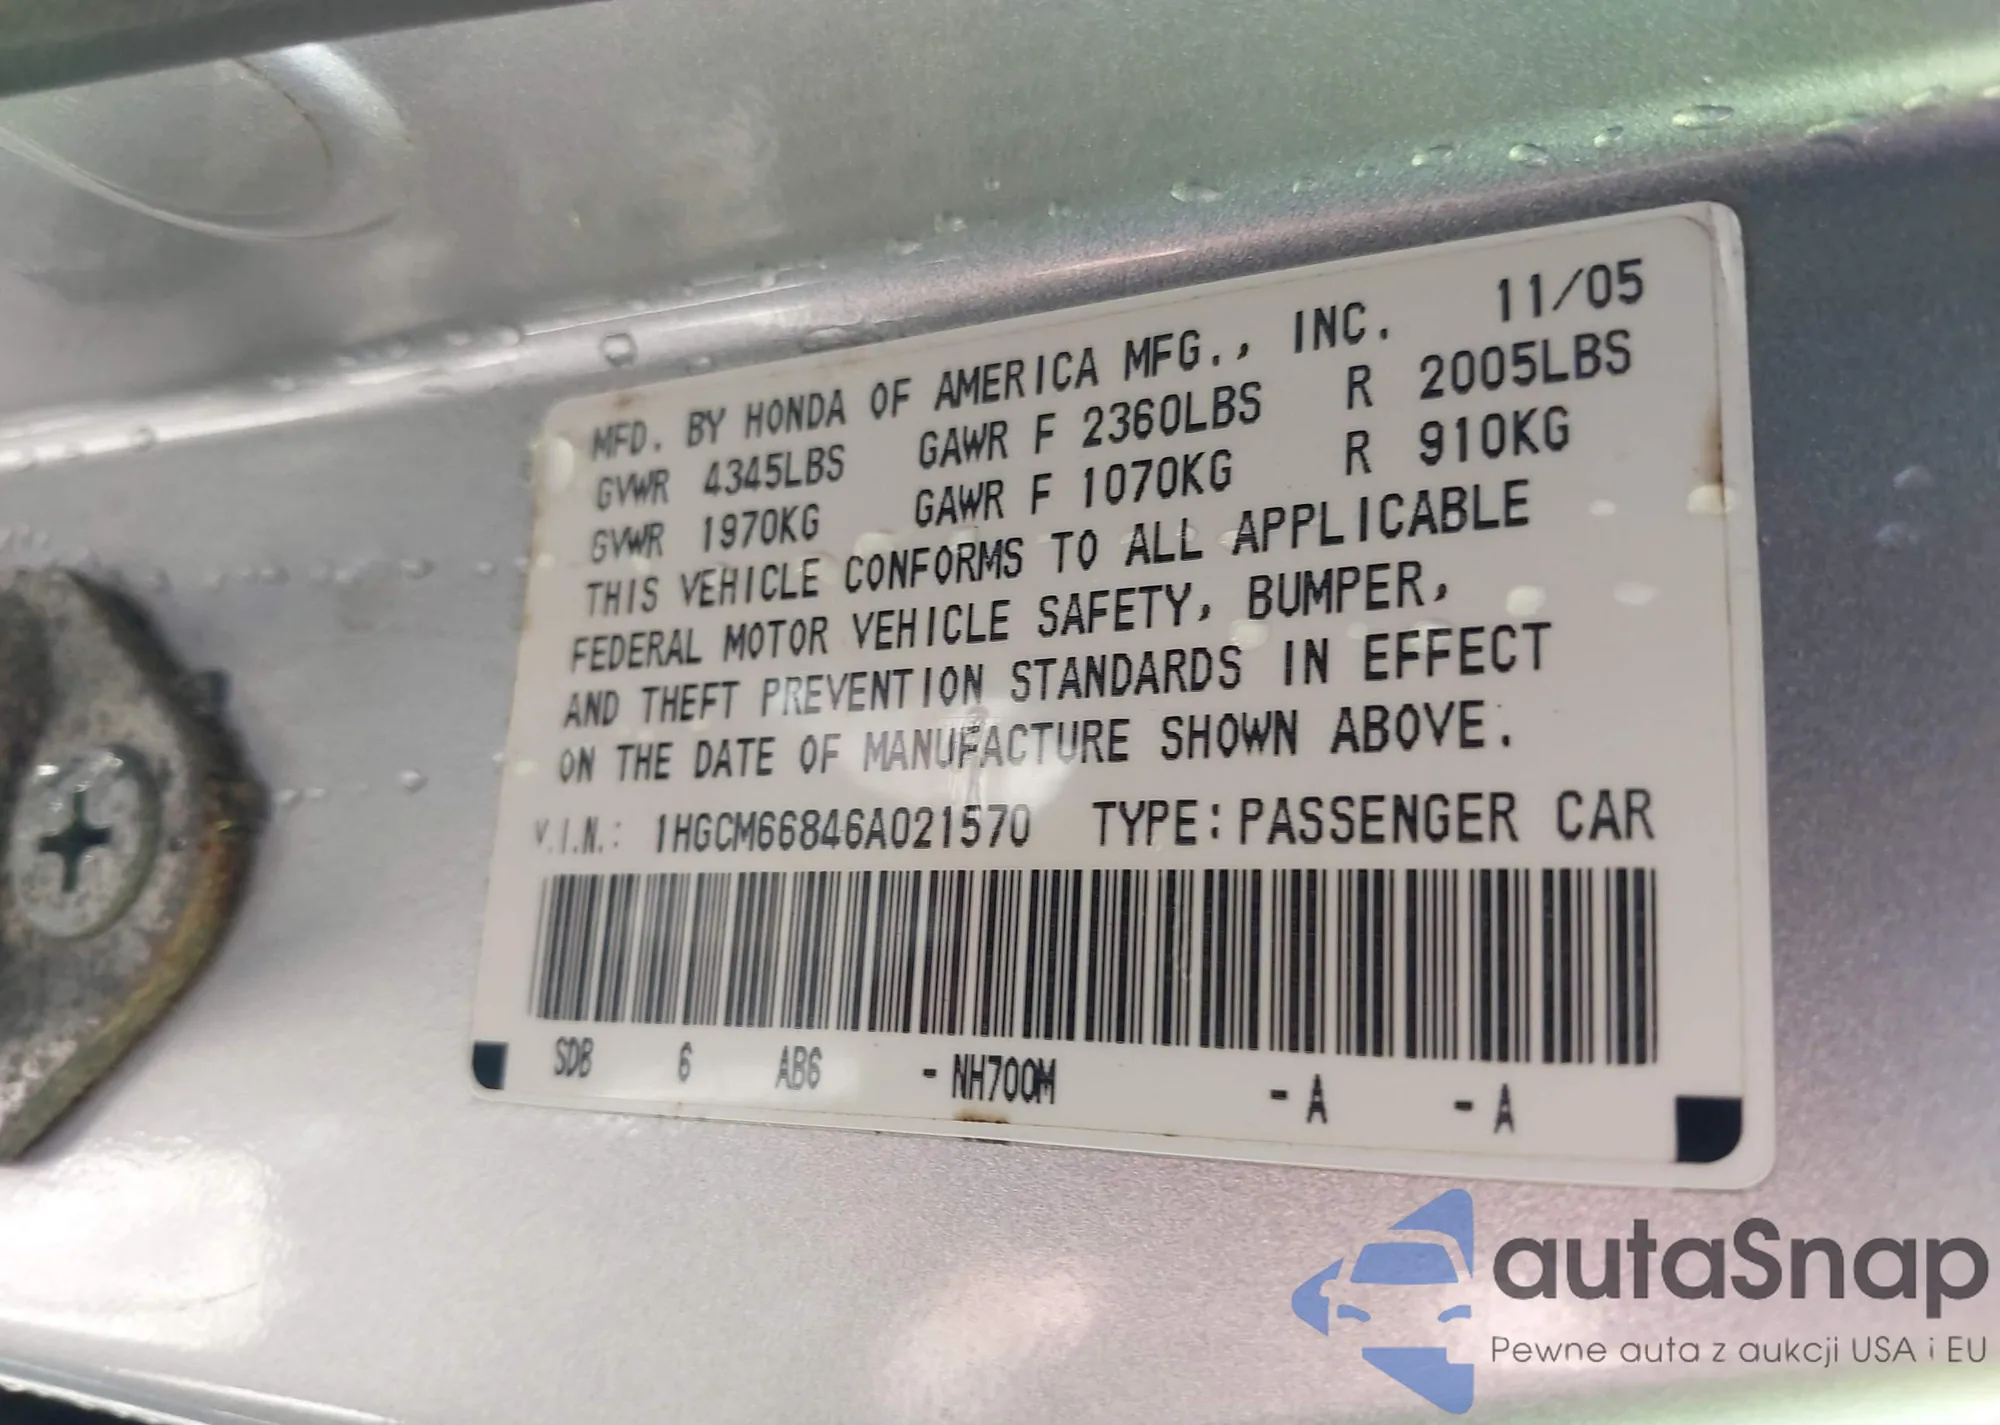 MFD. BY HONDA OF AMERICA MFG., INC. 11/05
GVWR 4345LBS GAWR F 2360LBS R 2005LBS
GVWR 1970KG GAWR F 1070KG R 910KG
THIS VEHICLE CONFORMS TO ALL APPLICABLE
FEDERAL MOTOR VEHICLE SAFETY, BUMPER,
AND THEFT PREVENTION STANDARDS IN EFFECT
ON THE DATE OF MANUFACTURE SHOWN ABOVE.
V.I.N.: 1HGCM66846A021570 TYPE: PASSENGER CAR
SDB 6 AB6 - NH700M - A - A
autaSnap
Pewne auta z aukcji USA i EU